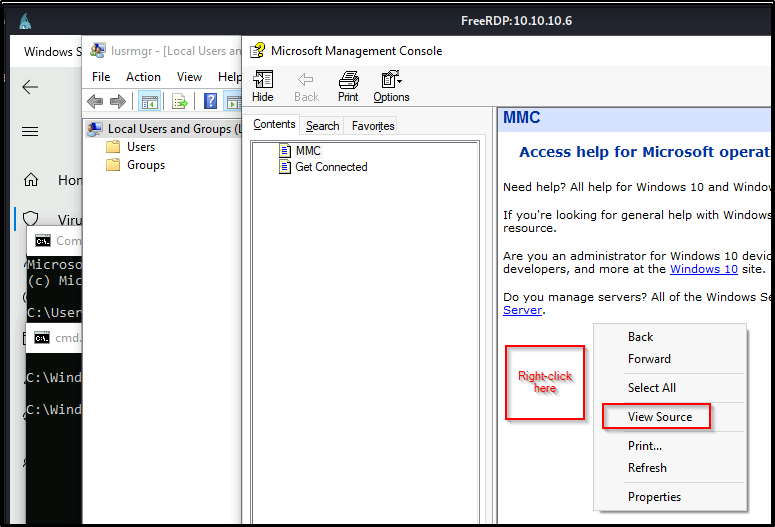 FreeRDP:10.10.10.6
Windows S
lusrmgr - [Local Users an
Microsoft Management Console
File Action View Help
Hide Back Print Options
Local Users and Groups (L
Users
Groups
Hom
Viru
Com
Microso
(c) Mic
C:\User
cmd.
C:\Wind
C:\Wind
Contents Search Favorites
MMC
Get Connected
MMC
Access help for Microsoft operat
Need help? All help for Windows 10 and Window
If you're looking for general help with Windows
resource.
Are you an administrator for Windows 10 devic
developers, and more at the Windows 10 site.
Do you manage servers? All of the Windows Se
Server.
Right-click
here
Back
Forward
Select All
View Source
Print...
Refresh
Properties